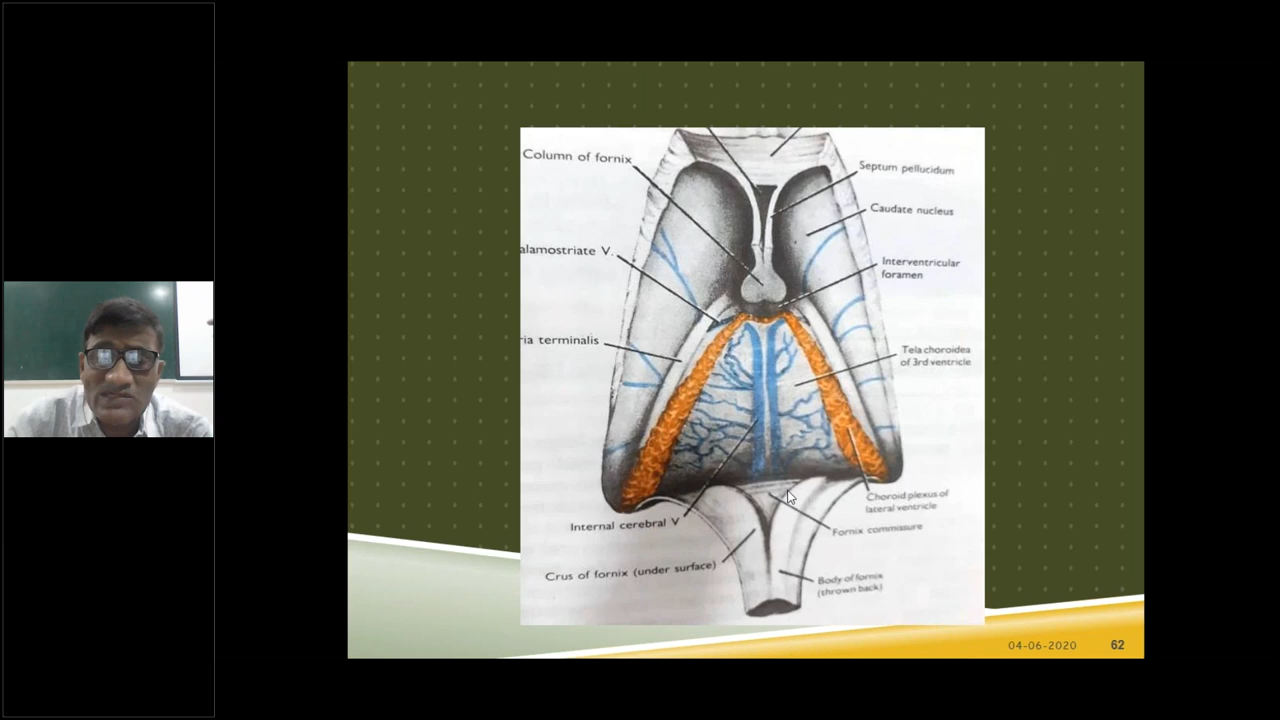 Column of fornix
Septum pellucidum
Caudate nucleus
alamostriate V.
Interventricular
foramen
ria terminalis
Tela choroidea
of 3rd ventricle
Choroid plexus of
lateral ventricle
Internal cerebral V
Fornix commissure
Crus of fornix (under surface)
Body of fornix
(thrown back)
04-06-2020
62